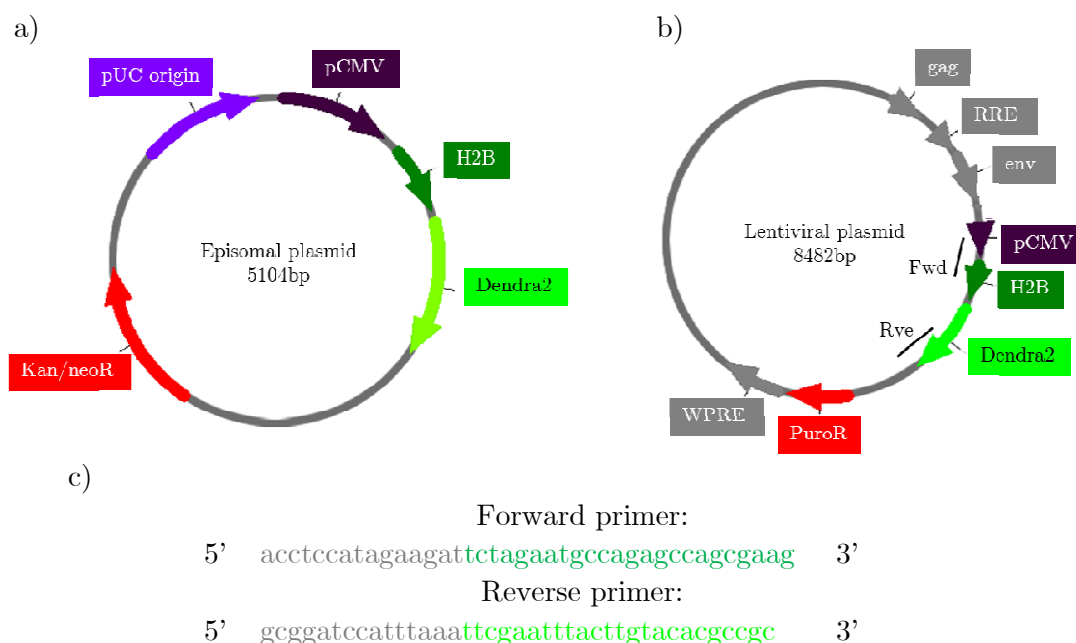 a)
pUC origin
pCMV
H2B
Episomal plasmid
5104bp
Dendra2
Kan/neoR
b)
gag
RRE
env
Lentiviral plasmid
8482bp
pCMV
Fwd
H2B
Rve
Dendra2
WPRE
PuroR
c)
Forward primer:
5' acctccatagaagattctagaatgccagagccagcgaag 3'
Reverse primer:
5' gcggatccatttaaattcgaatttacttgtacacgccgc 3'